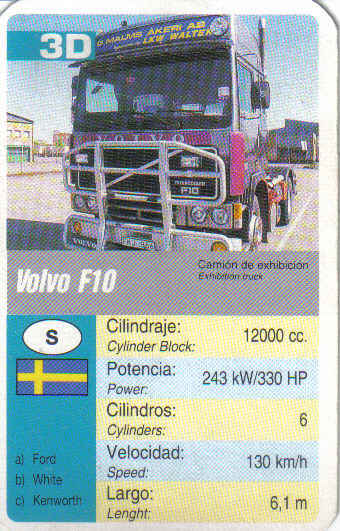 3D
MALMS ÅKERI AB
LKW WALTER
VOLVO
F10
Volvo F10
Camión de exhibición
Exhibition truck
S
Cilindraje: 12000 cc.
Cylinder Block:
Potencia: 243 kW/330 HP
Power:
Cilindros: 6
Cylinders:
a) Ford
b) White
c) Kenworth
Velocidad: 130 km/h
Speed:
Largo: 6,1 m
Lenght: